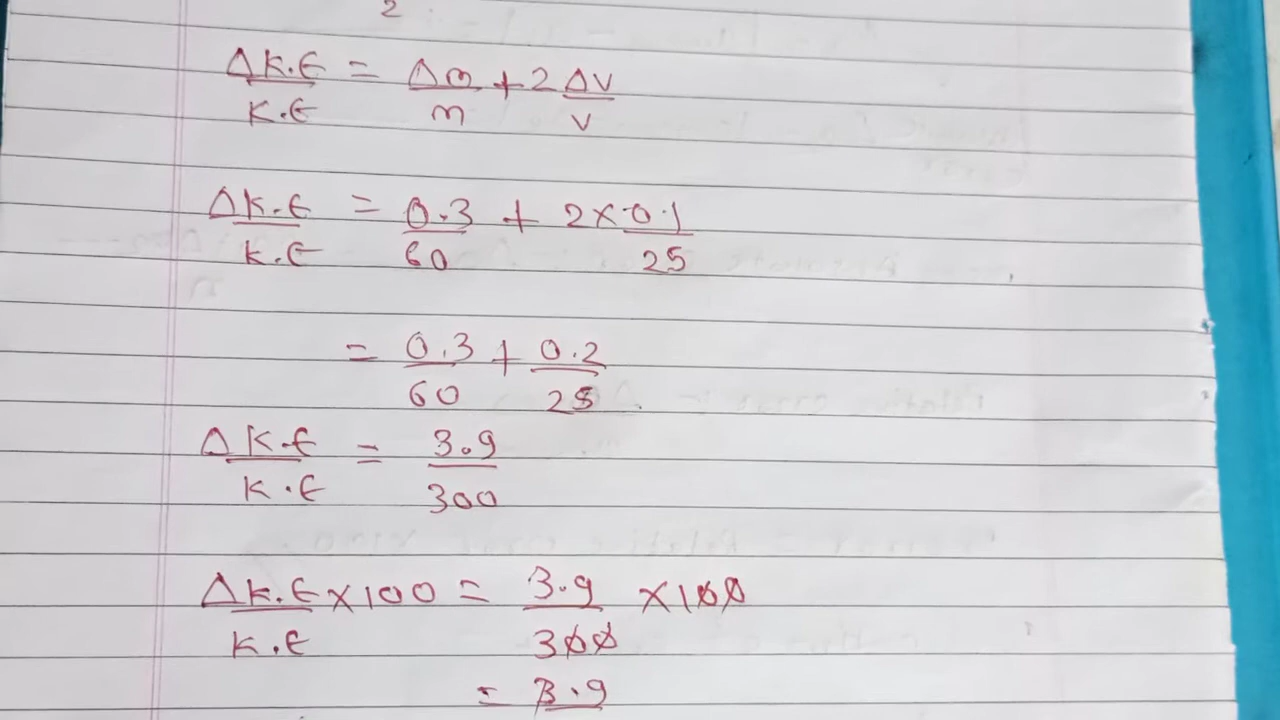 2
ΔK.E/K.E = Δm/m + 2 Δv/v
ΔK.E/K.E = 0.3/60 + 2×0.1/25
= 0.3/60 + 0.2/25
ΔK.E/K.E = 3.9/300
ΔK.E/K.E ×100 = 3.9/300 ×100
= 3.9